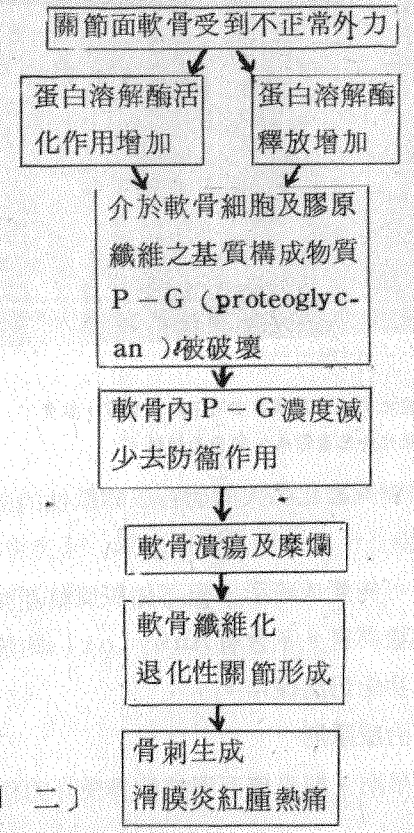 關節面軟骨受到不正常外力
蛋白溶解酶活
化作用增加
蛋白溶解酶
釋放增加
介於軟骨細胞及膠原
纖維之基質構成物質
P－G（proteoglyc-
an ）被破壞
軟骨內P－G濃度減
少去防衞作用
軟骨潰瘍及糜爛
軟骨纖維化
退化性關節形成
骨刺生成
滑膜炎紅腫熱痛
二〕